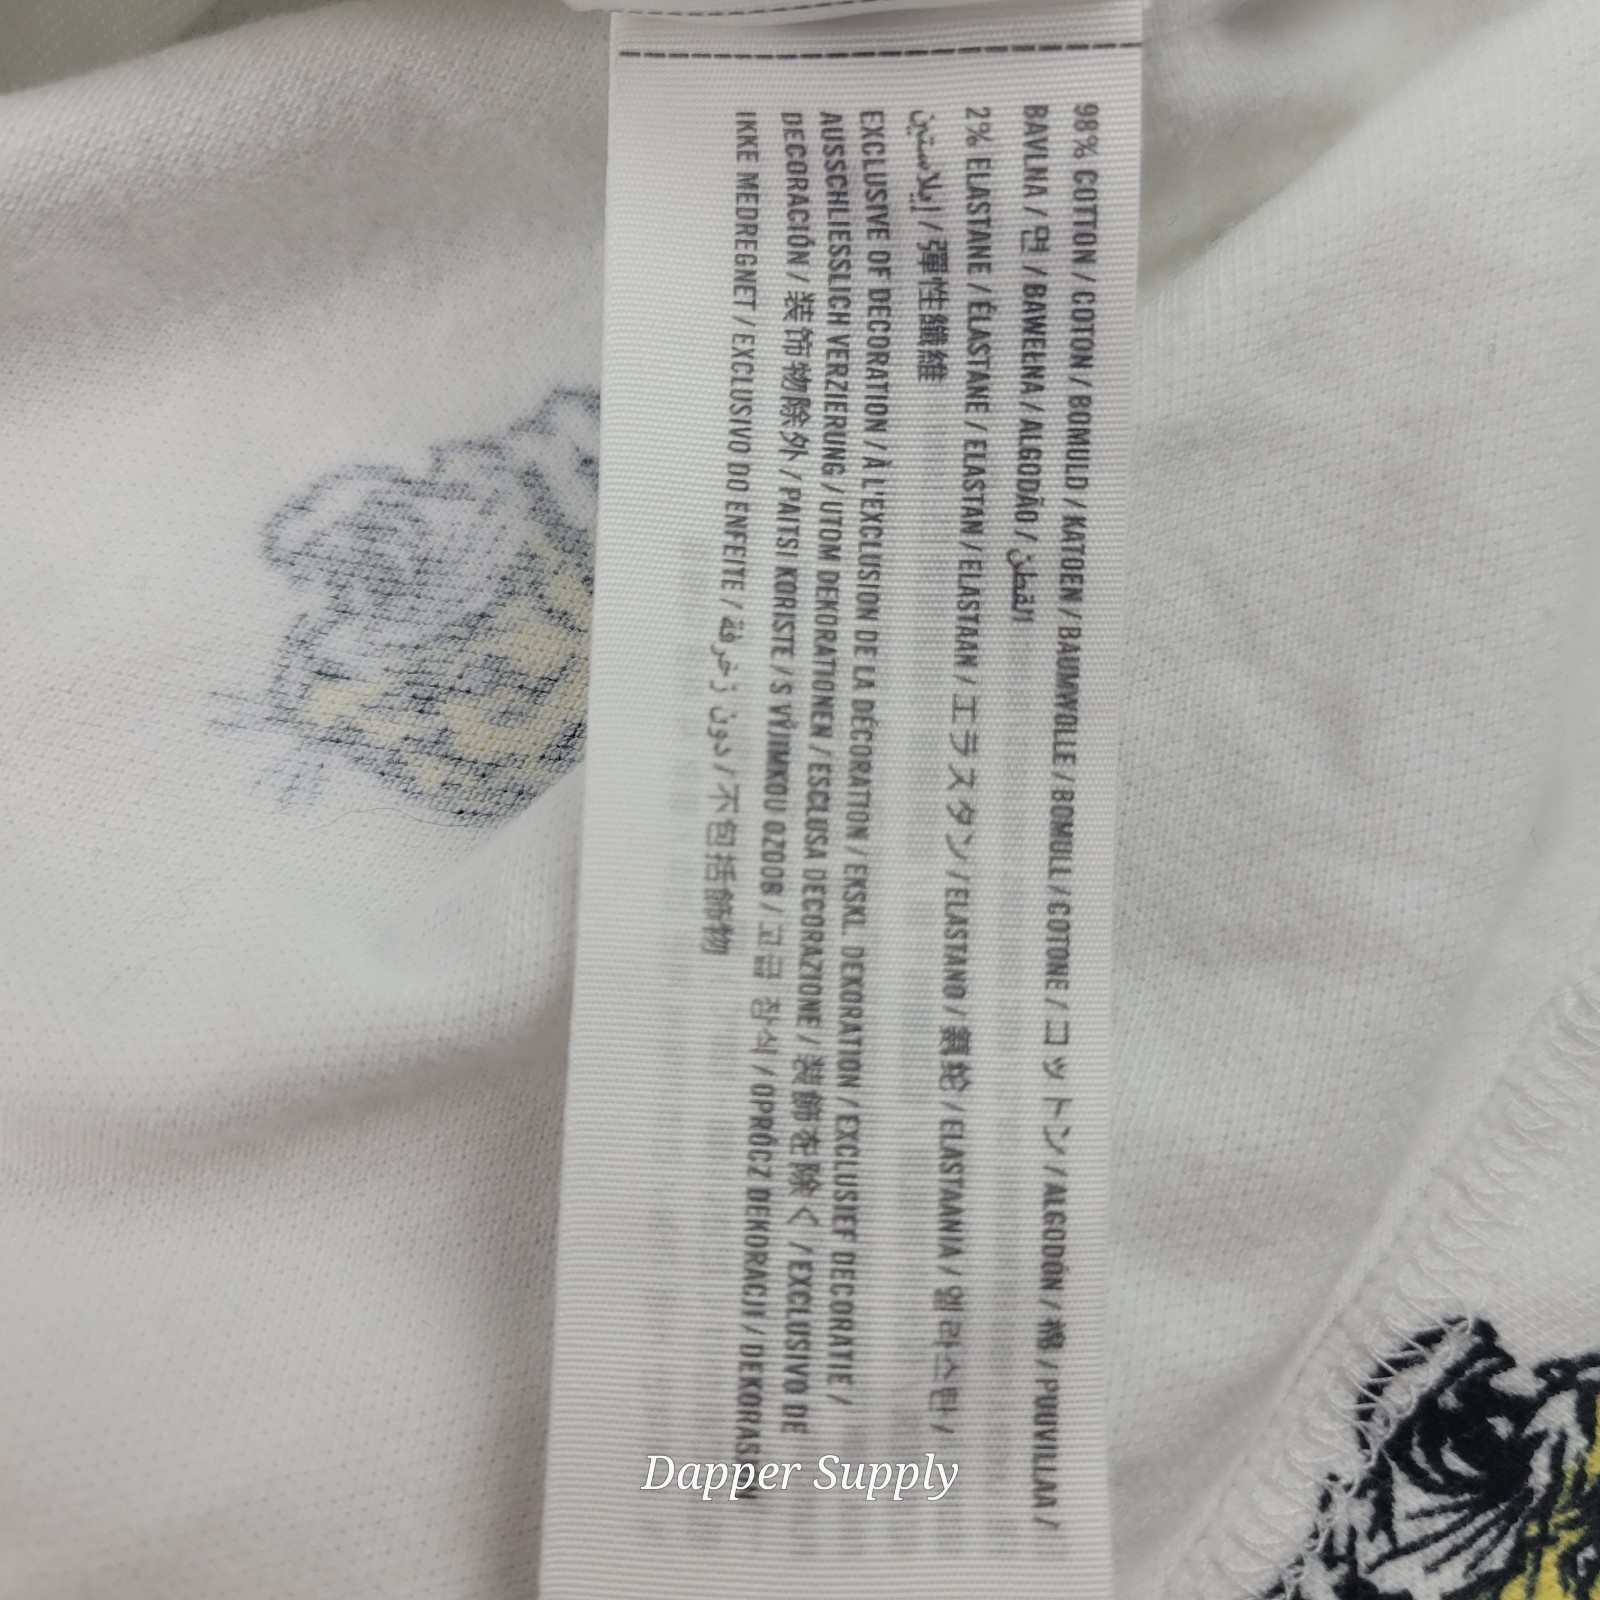 98% COTTON / COTON / BOMULD / KATOEN / BAUMWOLLE / BOMULL / COTONE / コットン / ALGODÓN / 棉 / PUUVILLAA /
BAVLNA / 면 / BAWEŁNA / ALGODÃO / القطن
2% ELASTANE / ÉLASTANE / ELASTAN / ELASTAAN / エラスタン / ELASTANO / 氨纶 / ELASTAANIA / 엘라스탄 /
إيلاستين / 彈性纖維
EXCLUSIVE OF DECORATION / À L'EXCLUSION DE LA DÉCORATION / EKSKL. DEKORATION / EXCLUSIEF DECORATIE /
AUSSCHLIESSLICH VERZIERUNG / UTOM DEKORATIONEN / ESCLUSA DECORAZIONE / 装飾を除く / EXCLUSIVO DE
DECORACIÓN / 装饰物除外 / PAITSI KORISTE / S VÝJIMKOU OZDOB / 고급 장식 / OPRÓCZ DEKORACJI / DEKORASJON
IKKE MEDREGNET / EXCLUSIVO DO ENFEITE / دون زخرفة / 不包括飾物
Dapper Supply